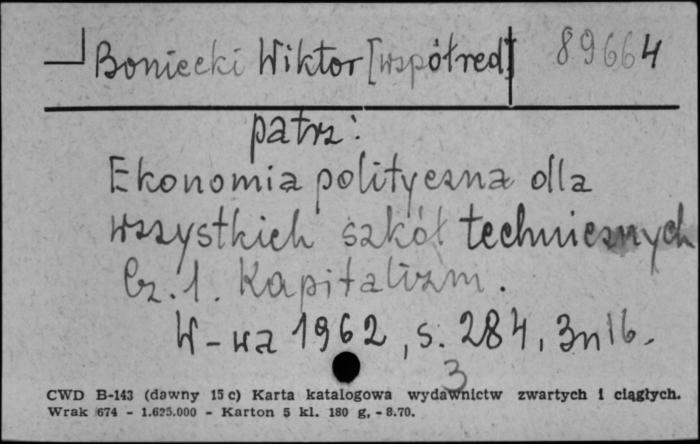 Boniecki Wiktor [współred] 89664
patrz:
Ekonomia polityczna dla
wszystkich szkół technicznych
Cz. 1. Kapitalizm.
W-wa 1962, s. 284, 3nlb.
3
CWD B-143 (dawny 15 c) Karta katalogowa wydawnictw zwartych i ciągłych.
Wrak 674 - 1.625.000 - Karton 5 kl. 180 g, - 8.70.